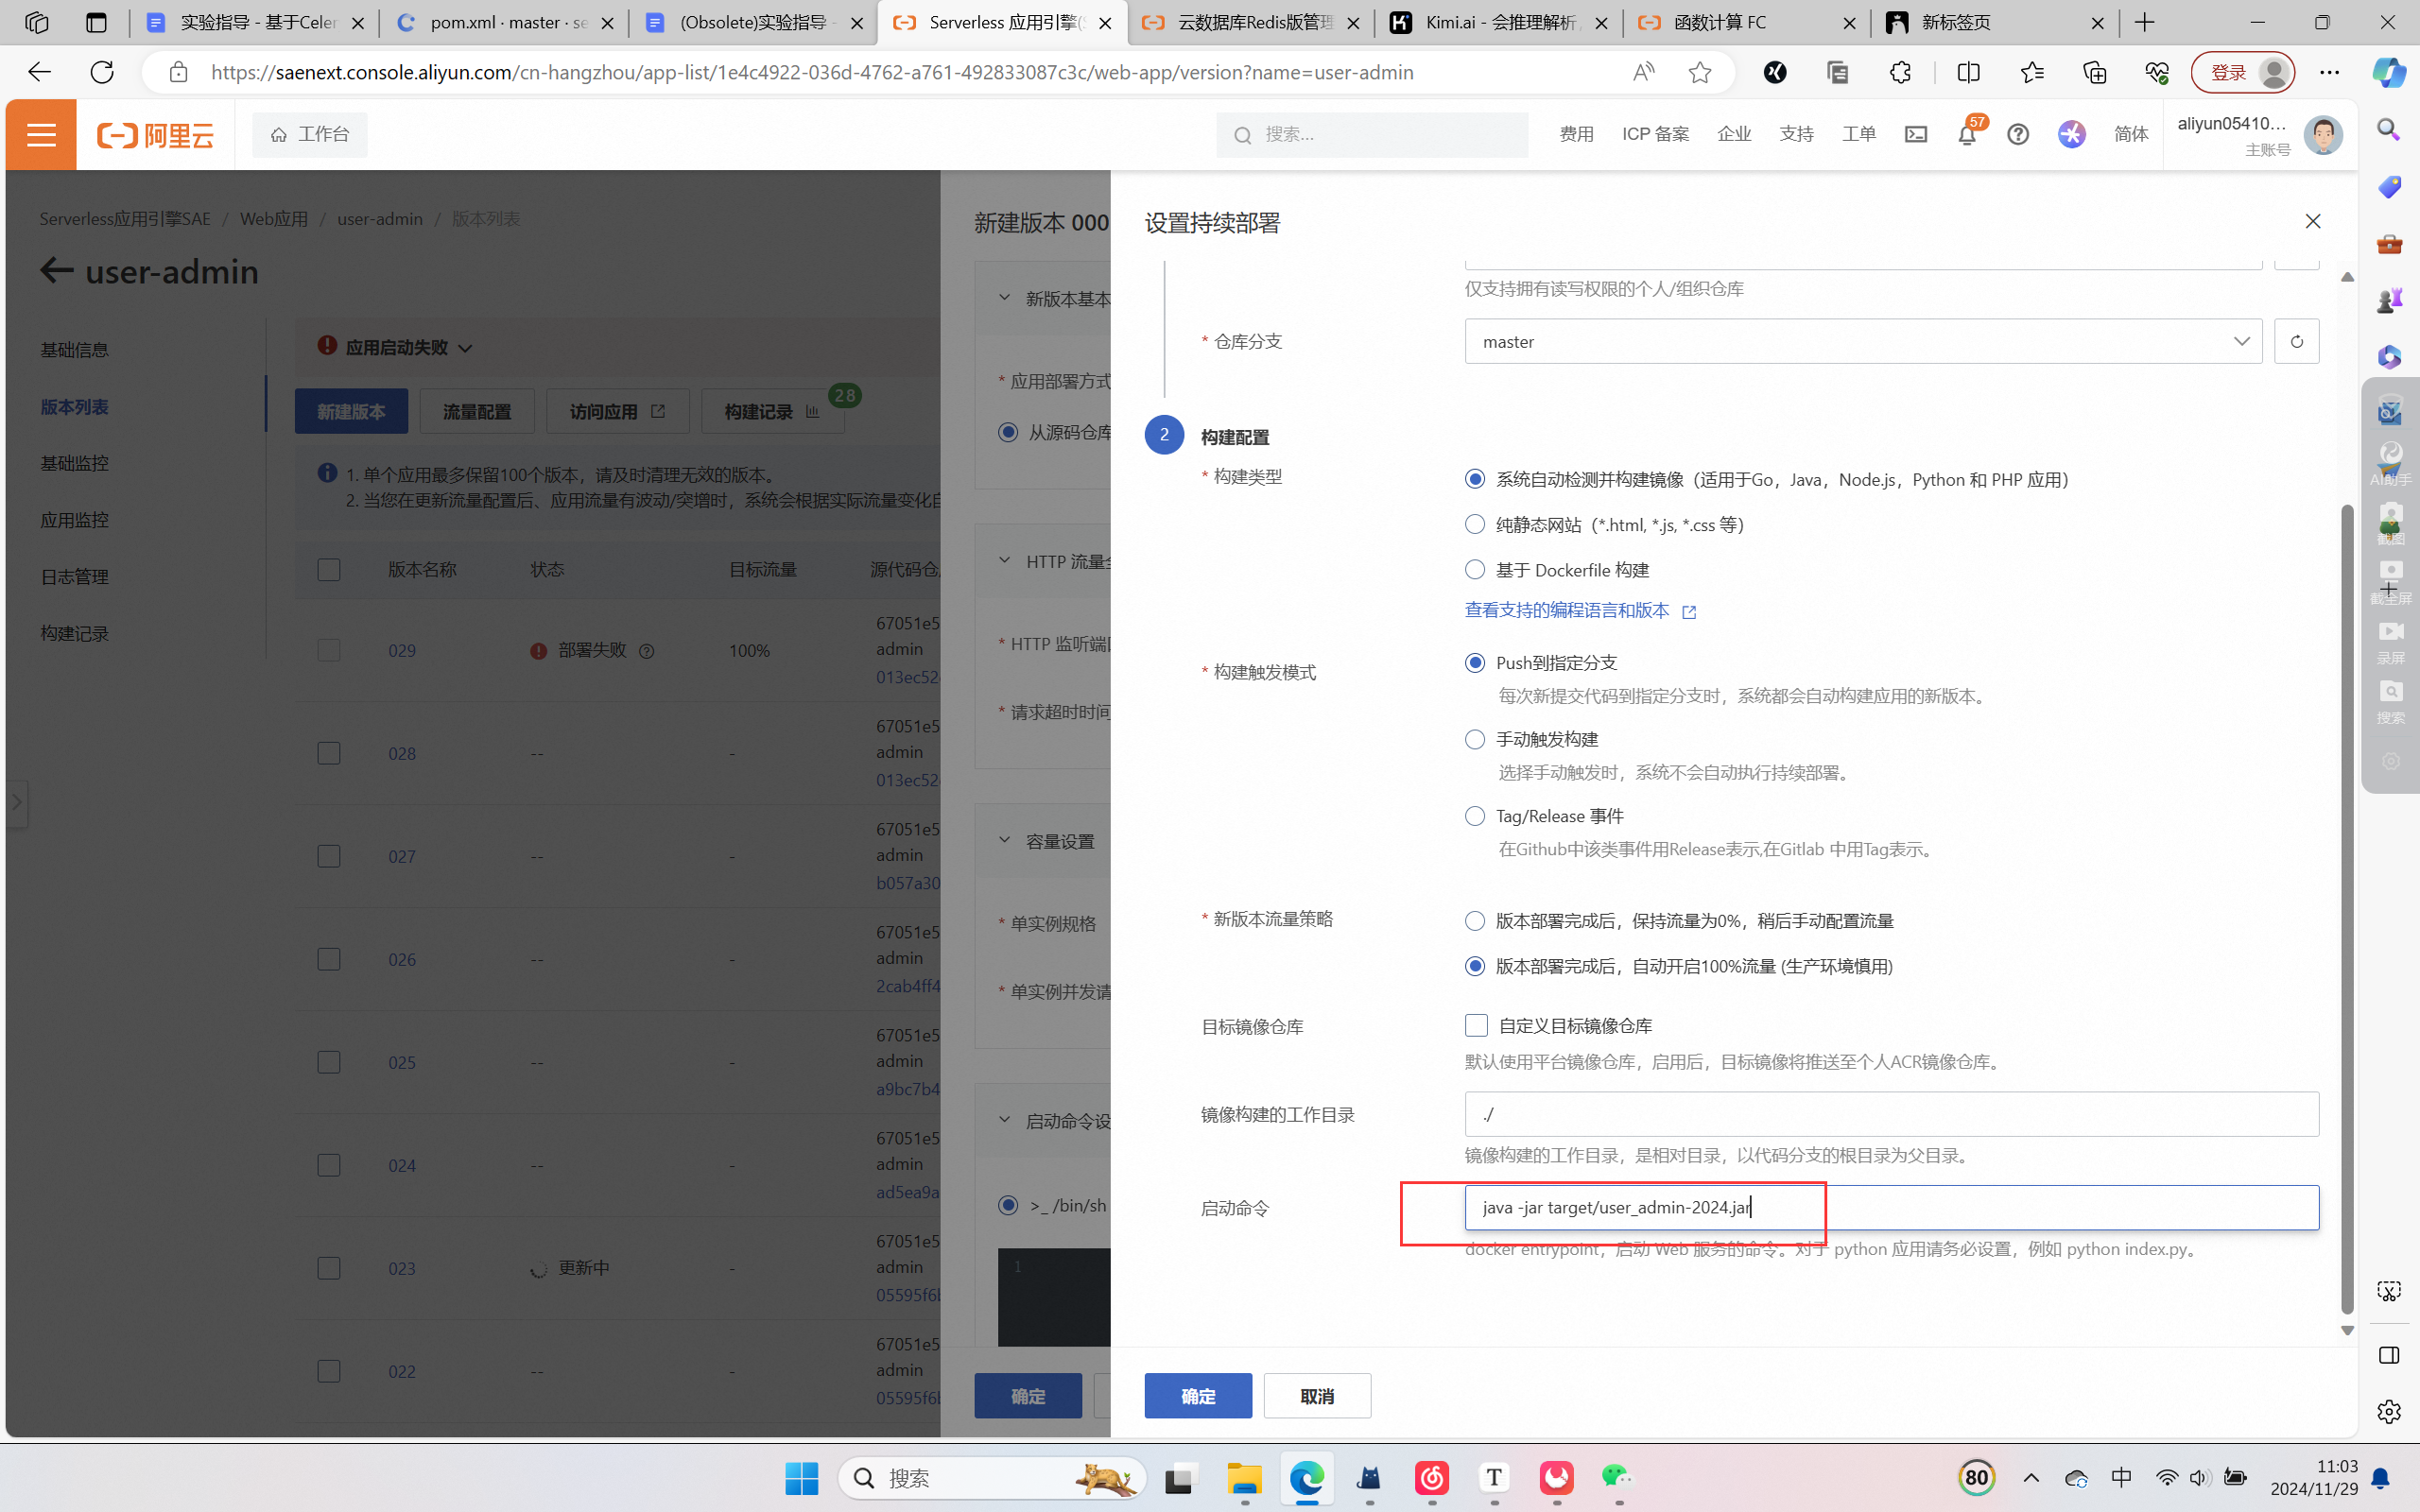 实验指导 - 基于Celer
pom.xml · master · se
(Obsolete)实验指导 -
Serverless 应用引擎(S
云数据库Redis版管理
Kimi.ai - 会推理解析,
函数计算 FC
新标签页
https://saenext.console.aliyun.com/cn-hangzhou/app-list/1e4c4922-036d-4762-a761-492833087c3c/web-app/version?name=user-admin
登录
阿里云
工作台
搜索...
费用
ICP 备案
企业
支持
工单
57
简体
aliyun05410...
主账号
Serverless应用引擎SAE / Web应用 / user-admin / 版本列表
user-admin
基础信息
版本列表
基础监控
应用监控
日志管理
构建记录
应用启动失败
新建版本
流量配置
访问应用
构建记录
28
1. 单个应用最多保留100个版本，请及时清理无效的版本。
2. 当您在更新流量配置后、应用流量有波动/突增时，系统会根据实际流量变化自
版本名称 状态 目标流量 源代码仓
029 部署失败 100%
67051e5
admin
013ec52
028 -- -
67051e5
admin
013ec52
027 -- -
67051e5
admin
b057a30
026 -- -
67051e5
admin
2cab4ff4
025 -- -
67051e5
admin
a9bc7b4
024 -- -
67051e5
admin
ad5ea9a
023 更新中 -
67051e5
admin
05595f6b
022 -- -
67051e5
admin
05595f6b
新建版本 000
新版本基本
* 应用部署方式
从源码仓库
HTTP 流量
* HTTP 监听端口
* 请求超时时间
容量设置
* 单实例规格
* 单实例并发请
启动命令设
>_ /bin/sh
1
确定
设置持续部署
仅支持拥有读写权限的个人/组织仓库
* 仓库分支
master
2 构建配置
* 构建类型
系统自动检测并构建镜像（适用于Go，Java，Node.js，Python 和 PHP 应用）
纯静态网站（*.html, *.js, *.css 等）
基于 Dockerfile 构建
查看支持的编程语言和版本
* 构建触发模式
Push到指定分支
每次新提交代码到指定分支时，系统都会自动构建应用的新版本。
手动触发构建
选择手动触发时，系统不会自动执行持续部署。
Tag/Release 事件
在Github中该类事件用Release表示,在Gitlab 中用Tag表示。
* 新版本流量策略
版本部署完成后，保持流量为0%，稍后手动配置流量
版本部署完成后，自动开启100%流量 (生产环境慎用)
目标镜像仓库
自定义目标镜像仓库
默认使用平台镜像仓库，启用后，目标镜像将推送至个人ACR镜像仓库。
镜像构建的工作目录
./
镜像构建的工作目录，是相对目录，以代码分支的根目录为父目录。
启动命令
java -jar target/user_admin-2024.jar
docker entrypoint，启动 Web 服务的命令。对于 python 应用请务必设置，例如 python index.py。
确定
取消
AI助手
截图
截全屏
录屏
搜索
搜索
80
中
11:03
2024/11/29